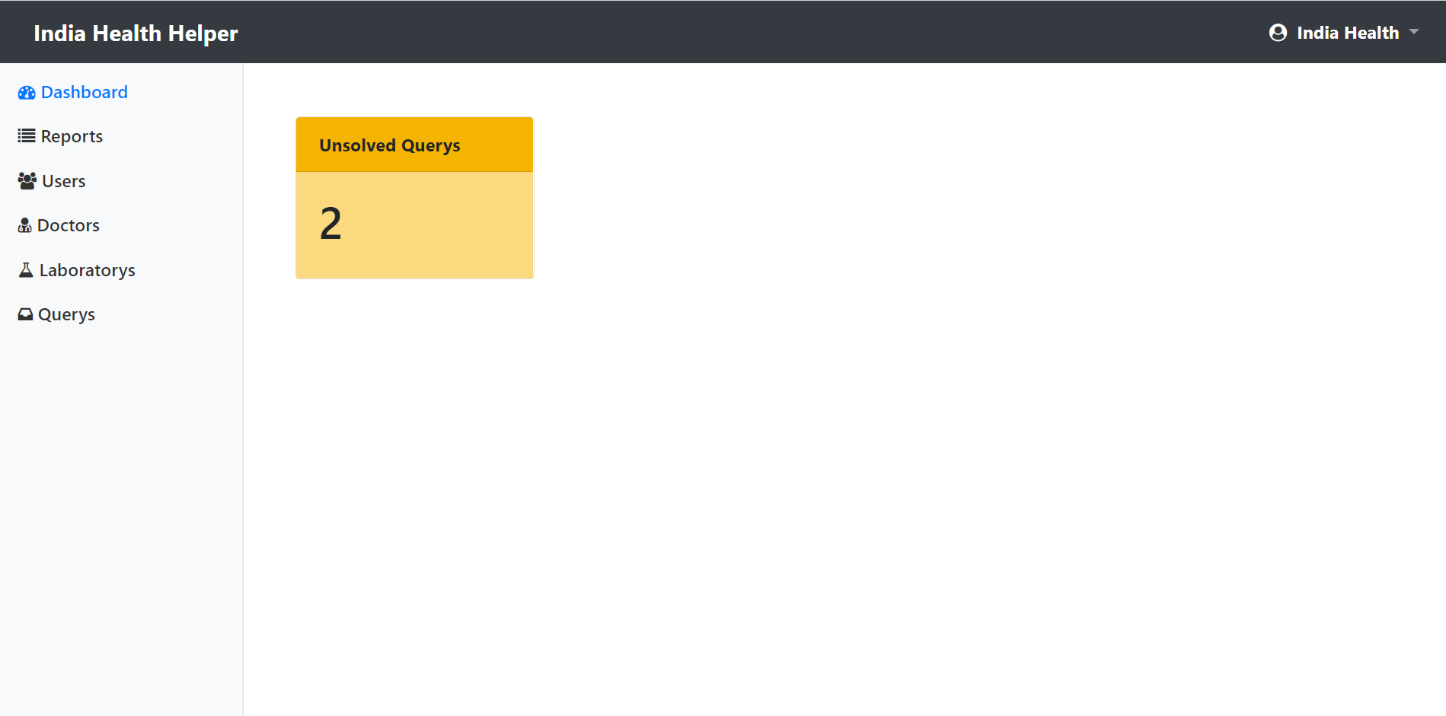 India Health Helper
India Health
Dashboard
Reports
Users
Doctors
Laboratorys
Querys
Unsolved Querys
2